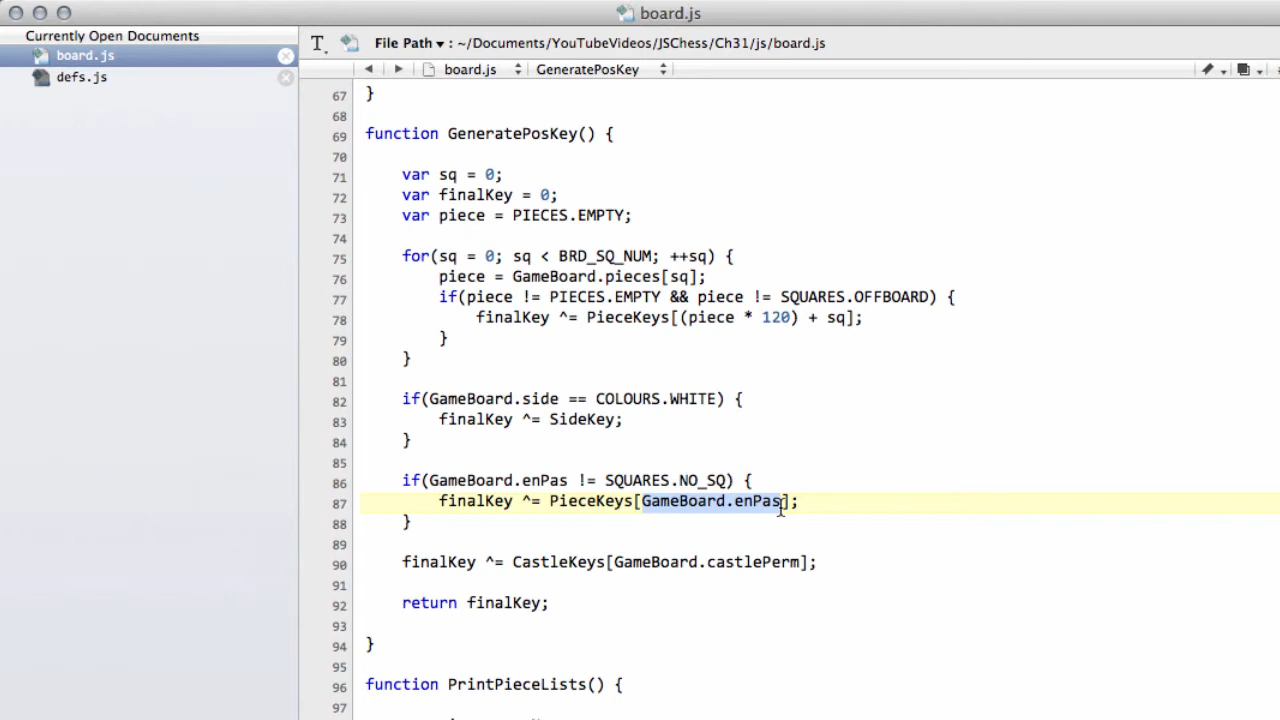 board.js
Currently Open Documents
board.js
defs.js
File Path ▾ : ~/Documents/YouTubeVideos/JSChess/Ch31/js/board.js
board.js GeneratePosKey
67 }
68
69 function GeneratePosKey() {
70
71 var sq = 0;
72 var finalKey = 0;
73 var piece = PIECES.EMPTY;
74
75 for(sq = 0; sq < BRD_SQ_NUM; ++sq) {
76 piece = GameBoard.pieces[sq];
77 if(piece != PIECES.EMPTY && piece != SQUARES.OFFBOARD) {
78 finalKey ^= PieceKeys[(piece * 120) + sq];
79 }
80 }
81
82 if(GameBoard.side == COLOURS.WHITE) {
83 finalKey ^= SideKey;
84 }
85
86 if(GameBoard.enPas != SQUARES.NO_SQ) {
87 finalKey ^= PieceKeys[GameBoard.enPas];
88 }
89
90 finalKey ^= CastleKeys[GameBoard.castlePerm];
91
92 return finalKey;
93
94 }
95
96 function PrintPieceLists() {
97